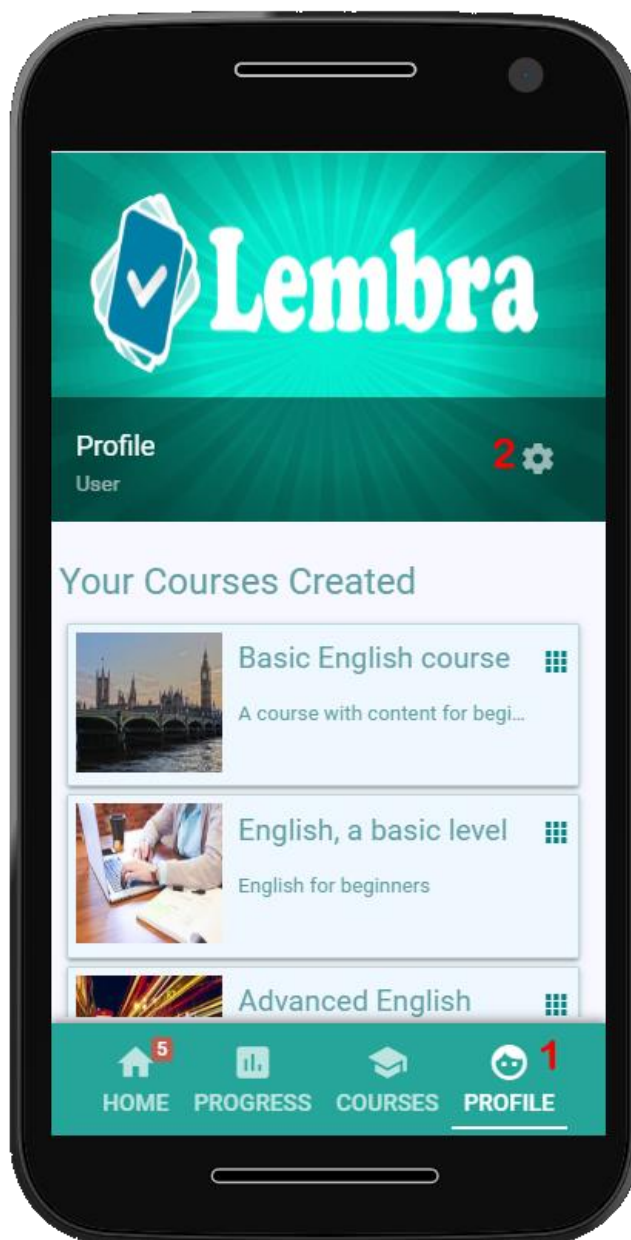 Lembra
Profile
2
User
Your Courses Created
Basic English course
A course with content for begi...
English, a basic level
English for beginners
Advanced English
5
1
HOME PROGRESS COURSES PROFILE